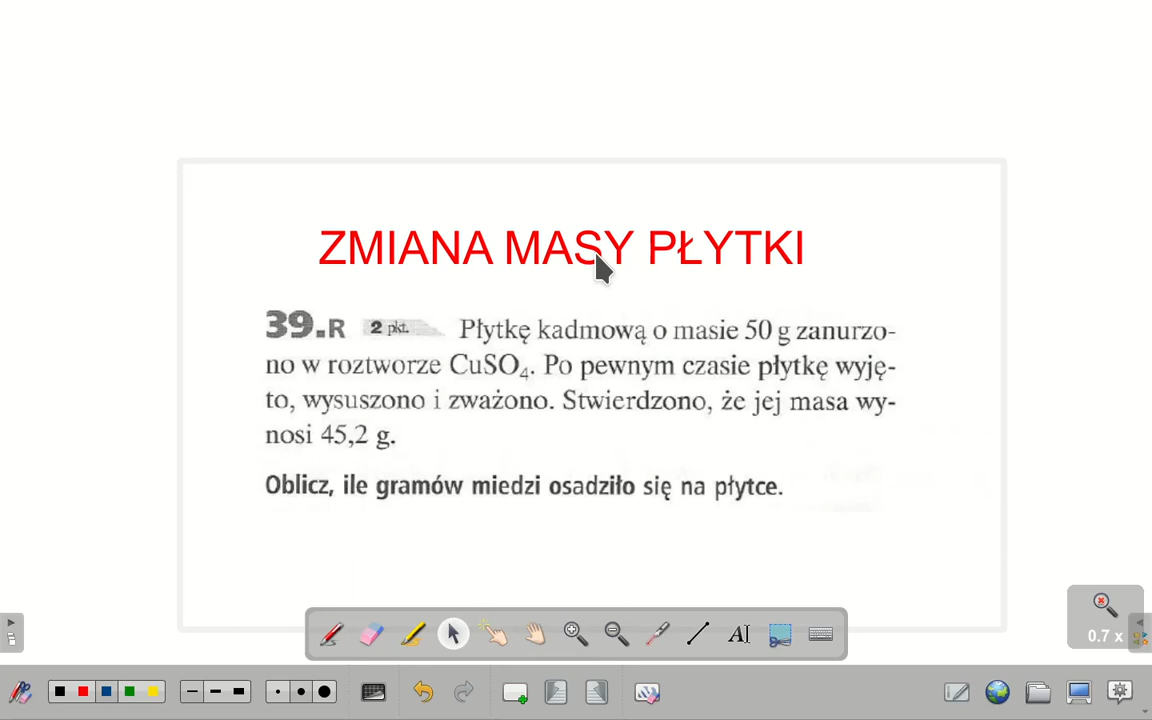 ZMIANA MASY PŁYTKI
39.R 2 pkt. Płytkę kadmową o masie 50 g zanurzo-
no w roztworze CuSO₄. Po pewnym czasie płytkę wyję-
to, wysuszono i zważono. Stwierdzono, że jej masa wy-
nosi 45,2 g.
Oblicz, ile gramów miedzi osadziło się na płytce.
0.7 x